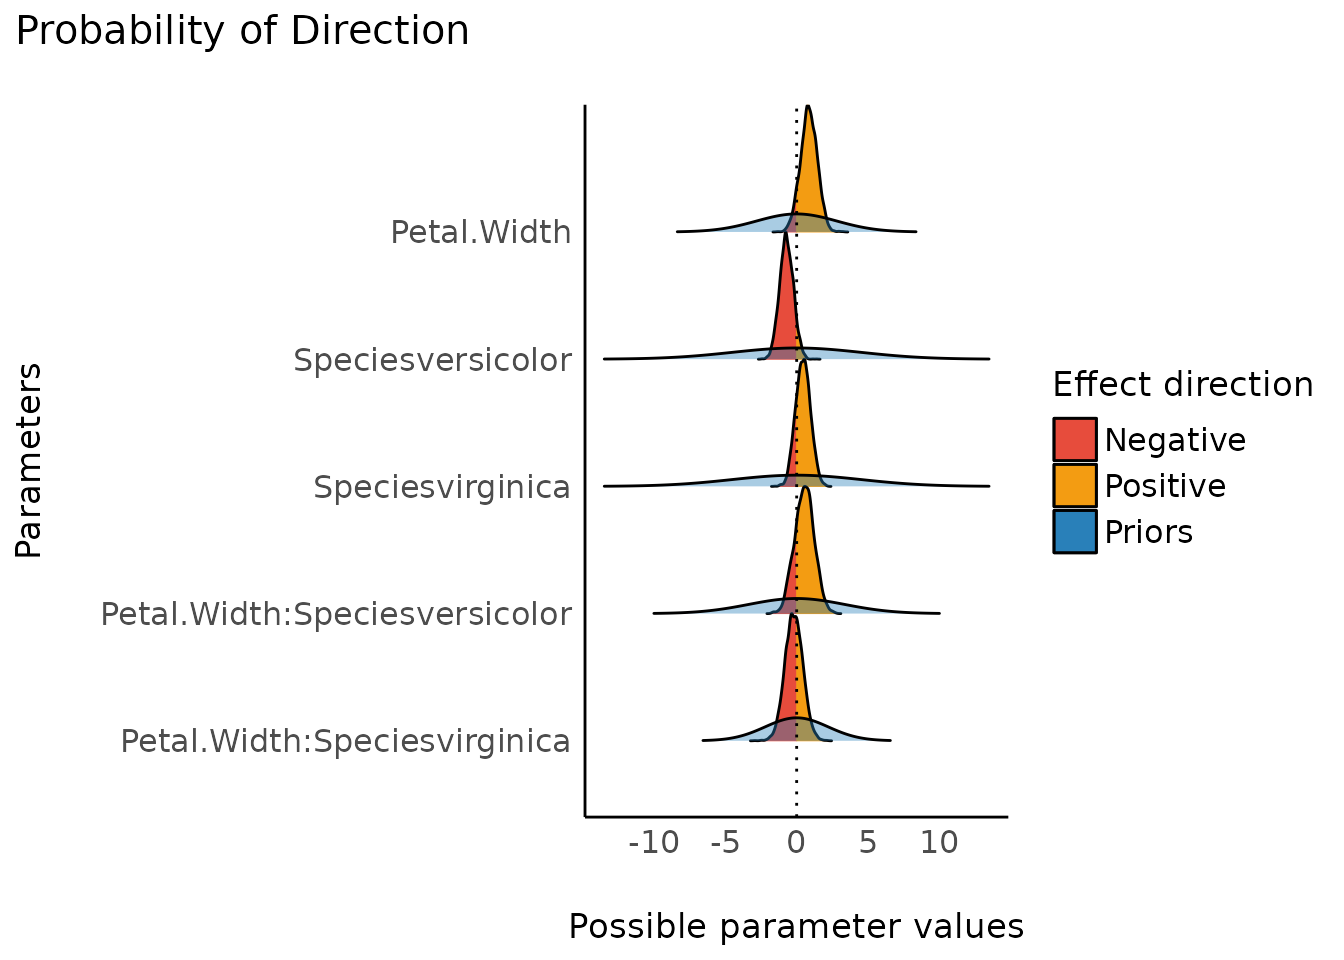 Probability of Direction
Parameters
Petal.Width
Speciesversicolor
Speciesvirginica
Petal.Width:Speciesversicolor
Petal.Width:Speciesvirginica
-10 -5 0 5 10
Possible parameter values
Effect direction
Negative
Positive
Priors